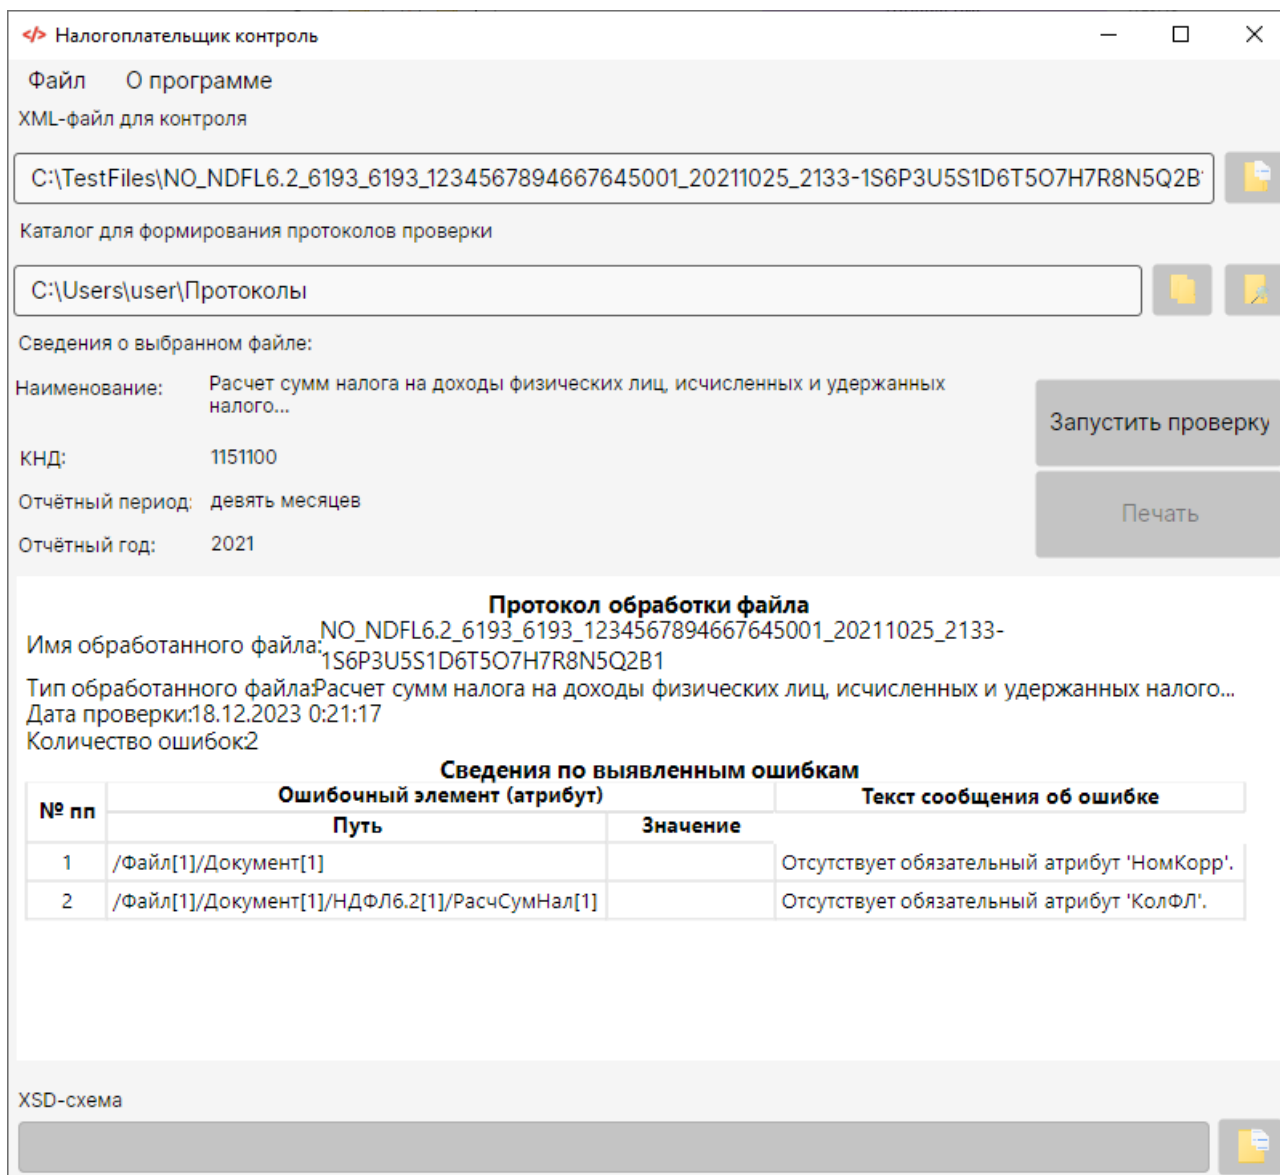 </> Налогоплательщик контроль
Файл О программе
XML-файл для контроля
C:\TestFiles\NO_NDFL6.2_6193_6193_1234567894667645001_20211025_2133-1S6P3U5S1D6T5O7H7R8N5Q2B
Каталог для формирования протоколов проверки
C:\Users\user\Протоколы
Сведения о выбранном файле:
Наименование: Расчет сумм налога на доходы физических лиц, исчисленных и удержанных
налого...
Запустить проверку
КНД: 1151100
Отчётный период: девять месяцев
Печать
Отчётный год: 2021
Протокол обработки файла
Имя обработанного файла: NO_NDFL6.2_6193_6193_1234567894667645001_20211025_2133-
1S6P3U5S1D6T5O7H7R8N5Q2B1
Тип обработанного файла: Расчет сумм налога на доходы физических лиц, исчисленных и удержанных налого...
Дата проверки: 18.12.2023 0:21:17
Количество ошибок: 2
Сведения по выявленным ошибкам
№ пп Ошибочный элемент (атрибут) Текст сообщения об ошибке
Путь Значение
1 /Файл[1]/Документ[1] Отсутствует обязательный атрибут 'НомКорр'.
2 /Файл[1]/Документ[1]/НДФЛ6.2[1]/РасчСумНал[1] Отсутствует обязательный атрибут 'КолФЛ'.
XSD-схема